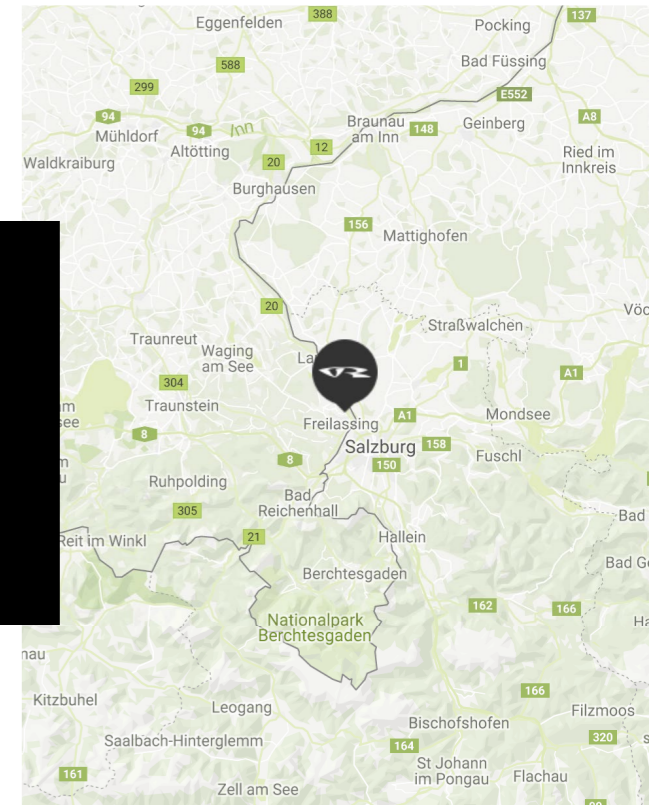 388
137
Eggenfelden
Pocking
588
Bad Füssing
299
E552
94
94
Inn
Braunau
am Inn
148
Geinberg
A8
Mühldorf
Altötting
12
Waldkraiburg
20
Ried im
Innkreis
Burghausen
156
Mattighofen
20
Straßwalchen
Traunreut
Waging
am See
1
A1
304
Traunstein
Freilassing
A1
Mondsee
8
Salzburg
158
8
150
Fuschl
Ruhpolding
Bad
Reichenhall
305
Bad
Reit im Winkl
21
Hallein
Berchtesgaden
162
166
Nationalpark
Berchtesgaden
Kitzbuhel
Leogang
166
Bischofshofen
Filzmoos
Saalbach-Hinterglemm
164
320
161
St Johann
im Pongau
Flachau
Zell am See